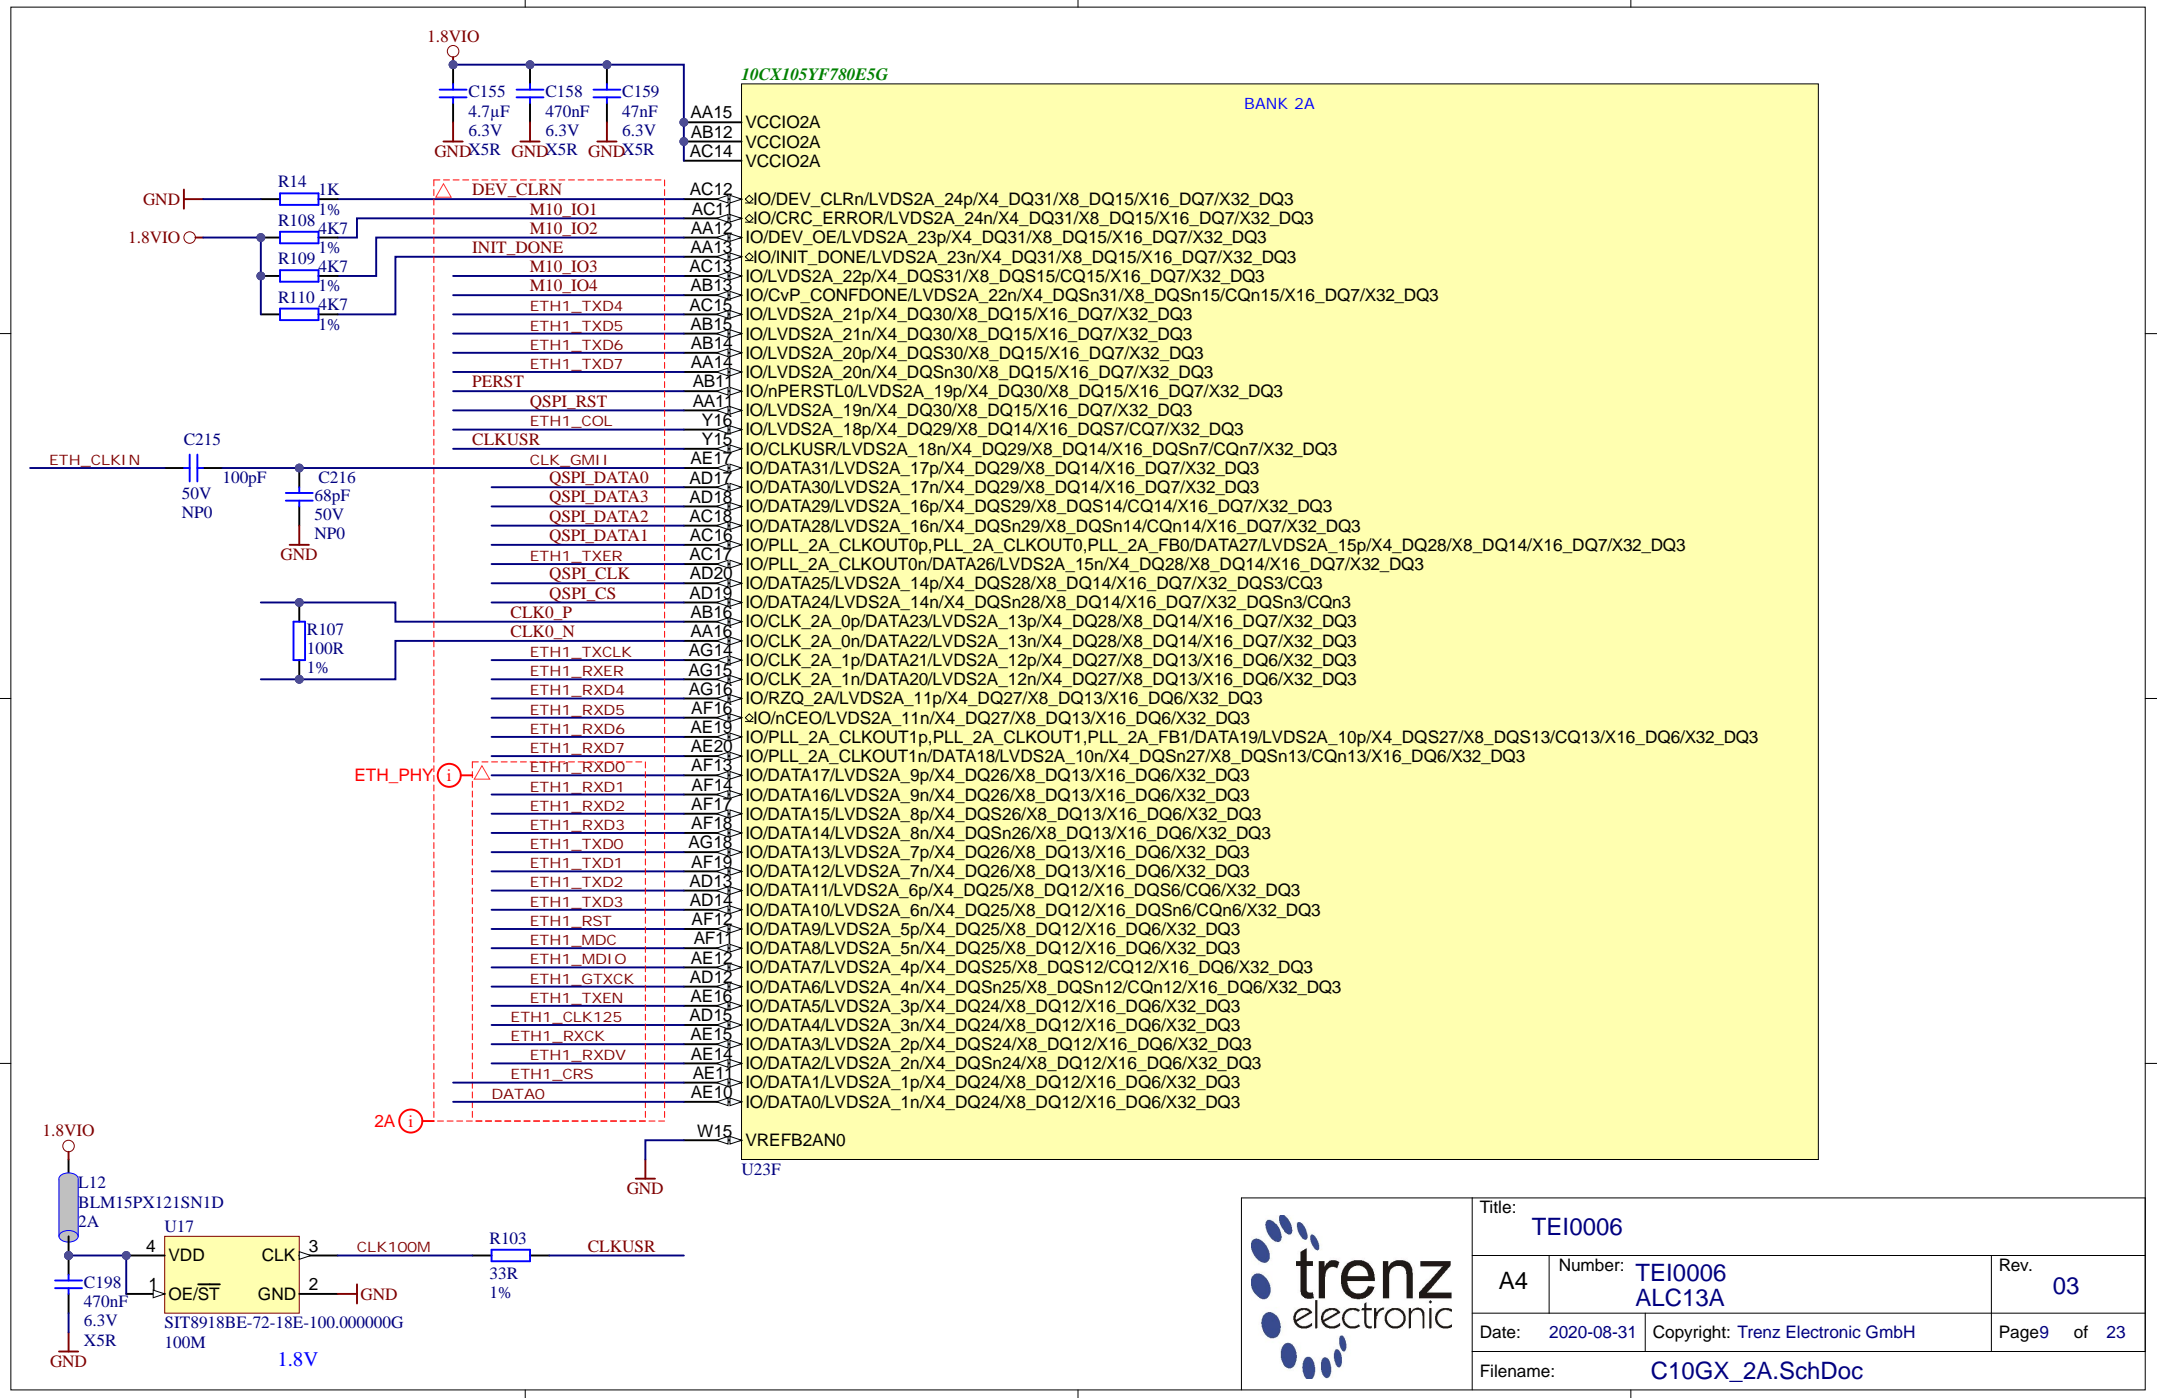 1.8VIO
C155
4.7µF
6.3V
X5R
GND
C158
470nF
6.3V
X5R
GND
C159
47nF
6.3V
X5R
GND
10CX105YF780E5G
BANK 2A
AA15 VCCIO2A
AB12 VCCIO2A
AC14 VCCIO2A
GND R14 1K 1%
1.8VIO
R108 4K7 1%
R109 4K7 1%
R110 4K7 1%
DEV_CLRN AC12 IO/DEV_CLRn/LVDS2A_24p/X4_DQ31/X8_DQ15/X16_DQ7/X32_DQ3
M10_IO1 AC11 IO/CRC_ERROR/LVDS2A_24n/X4_DQ31/X8_DQ15/X16_DQ7/X32_DQ3
M10_IO2 AA12 IO/DEV_OE/LVDS2A_23p/X4_DQ31/X8_DQ15/X16_DQ7/X32_DQ3
INIT_DONE AA13 IO/INIT_DONE/LVDS2A_23n/X4_DQ31/X8_DQ15/X16_DQ7/X32_DQ3
M10_IO3 AC13 IO/LVDS2A_22p/X4_DQS31/X8_DQS15/CQ15/X16_DQ7/X32_DQ3
M10_IO4 AB13 IO/CvP_CONFDONE/LVDS2A_22n/X4_DQSn31/X8_DQSn15/CQn15/X16_DQ7/X32_DQ3
ETH1_TXD4 AC15 IO/LVDS2A_21p/X4_DQ30/X8_DQ15/X16_DQ7/X32_DQ3
ETH1_TXD5 AB15 IO/LVDS2A_21n/X4_DQ30/X8_DQ15/X16_DQ7/X32_DQ3
ETH1_TXD6 AB14 IO/LVDS2A_20p/X4_DQS30/X8_DQ15/X16_DQ7/X32_DQ3
ETH1_TXD7 AA14 IO/LVDS2A_20n/X4_DQSn30/X8_DQ15/X16_DQ7/X32_DQ3
PERST AB11 IO/nPERSTL0/LVDS2A_19p/X4_DQ30/X8_DQ15/X16_DQ7/X32_DQ3
QSPI_RST AA11 IO/LVDS2A_19n/X4_DQ30/X8_DQ15/X16_DQ7/X32_DQ3
ETH1_COL Y16 IO/LVDS2A_18p/X4_DQ29/X8_DQ14/X16_DQS7/CQ7/X32_DQ3
CLKUSR Y15 IO/CLKUSR/LVDS2A_18n/X4_DQ29/X8_DQ14/X16_DQSn7/CQn7/X32_DQ3
ETH_CLKIN
C215
100pF
50V
NP0
C216
68pF
50V
NP0
GND
CLK_GMII AE17 IO/DATA31/LVDS2A_17p/X4_DQ29/X8_DQ14/X16_DQ7/X32_DQ3
QSPI_DATA0 AD17 IO/DATA30/LVDS2A_17n/X4_DQ29/X8_DQ14/X16_DQ7/X32_DQ3
QSPI_DATA3 AD18 IO/DATA29/LVDS2A_16p/X4_DQS29/X8_DQS14/CQ14/X16_DQ7/X32_DQ3
QSPI_DATA2 AC18 IO/DATA28/LVDS2A_16n/X4_DQSn29/X8_DQSn14/CQn14/X16_DQ7/X32_DQ3
QSPI_DATA1 AC16 IO/PLL_2A_CLKOUT0p,PLL_2A_CLKOUT0,PLL_2A_FB0/DATA27/LVDS2A_15p/X4_DQ28/X8_DQ14/X16_DQ7/X32_DQ3
ETH1_TXER AC17 IO/PLL_2A_CLKOUT0n/DATA26/LVDS2A_15n/X4_DQ28/X8_DQ14/X16_DQ7/X32_DQ3
QSPI_CLK AD20 IO/DATA25/LVDS2A_14p/X4_DQS28/X8_DQ14/X16_DQ7/X32_DQS3/CQ3
QSPI_CS AD19 IO/DATA24/LVDS2A_14n/X4_DQSn28/X8_DQ14/X16_DQ7/X32_DQSn3/CQn3
R107
100R
1%
CLK0_P AB16 IO/CLK_2A_0p/DATA23/LVDS2A_13p/X4_DQ28/X8_DQ14/X16_DQ7/X32_DQ3
CLK0_N AA16 IO/CLK_2A_0n/DATA22/LVDS2A_13n/X4_DQ28/X8_DQ14/X16_DQ7/X32_DQ3
ETH1_TXCLK AG14 IO/CLK_2A_1p/DATA21/LVDS2A_12p/X4_DQ27/X8_DQ13/X16_DQ6/X32_DQ3
ETH1_RXER AG15 IO/CLK_2A_1n/DATA20/LVDS2A_12n/X4_DQ27/X8_DQ13/X16_DQ6/X32_DQ3
ETH1_RXD4 AG16 IO/RZQ_2A/LVDS2A_11p/X4_DQ27/X8_DQ13/X16_DQ6/X32_DQ3
ETH1_RXD5 AF16 IO/nCEO/LVDS2A_11n/X4_DQ27/X8_DQ13/X16_DQ6/X32_DQ3
ETH1_RXD6 AE19 IO/PLL_2A_CLKOUT1p,PLL_2A_CLKOUT1,PLL_2A_FB1/DATA19/LVDS2A_10p/X4_DQS27/X8_DQS13/CQ13/X16_DQ6/X32_DQ3
ETH1_RXD7 AE20 IO/PLL_2A_CLKOUT1n/DATA18/LVDS2A_10n/X4_DQSn27/X8_DQSn13/CQn13/X16_DQ6/X32_DQ3
ETH_PHY i
ETH1_RXD0 AF13 IO/DATA17/LVDS2A_9p/X4_DQ26/X8_DQ13/X16_DQ6/X32_DQ3
ETH1_RXD1 AF14 IO/DATA16/LVDS2A_9n/X4_DQ26/X8_DQ13/X16_DQ6/X32_DQ3
ETH1_RXD2 AF17 IO/DATA15/LVDS2A_8p/X4_DQS26/X8_DQ13/X16_DQ6/X32_DQ3
ETH1_RXD3 AF18 IO/DATA14/LVDS2A_8n/X4_DQSn26/X8_DQ13/X16_DQ6/X32_DQ3
ETH1_TXD0 AG18 IO/DATA13/LVDS2A_7p/X4_DQ26/X8_DQ13/X16_DQ6/X32_DQ3
ETH1_TXD1 AF19 IO/DATA12/LVDS2A_7n/X4_DQ26/X8_DQ13/X16_DQ6/X32_DQ3
ETH1_TXD2 AD13 IO/DATA11/LVDS2A_6p/X4_DQ25/X8_DQ12/X16_DQS6/CQ6/X32_DQ3
ETH1_TXD3 AD14 IO/DATA10/LVDS2A_6n/X4_DQ25/X8_DQ12/X16_DQSn6/CQn6/X32_DQ3
ETH1_RST AF12 IO/DATA9/LVDS2A_5p/X4_DQ25/X8_DQ12/X16_DQ6/X32_DQ3
ETH1_MDC AF11 IO/DATA8/LVDS2A_5n/X4_DQ25/X8_DQ12/X16_DQ6/X32_DQ3
ETH1_MDIO AE12 IO/DATA7/LVDS2A_4p/X4_DQS25/X8_DQS12/CQ12/X16_DQ6/X32_DQ3
ETH1_GTXCK AD12 IO/DATA6/LVDS2A_4n/X4_DQSn25/X8_DQSn12/CQn12/X16_DQ6/X32_DQ3
ETH1_TXEN AE16 IO/DATA5/LVDS2A_3p/X4_DQ24/X8_DQ12/X16_DQ6/X32_DQ3
ETH1_CLK125 AD15 IO/DATA4/LVDS2A_3n/X4_DQ24/X8_DQ12/X16_DQ6/X32_DQ3
ETH1_RXCK AE15 IO/DATA3/LVDS2A_2p/X4_DQS24/X8_DQ12/X16_DQ6/X32_DQ3
ETH1_RXDV AE14 IO/DATA2/LVDS2A_2n/X4_DQSn24/X8_DQ12/X16_DQ6/X32_DQ3
ETH1_CRS AE11 IO/DATA1/LVDS2A_1p/X4_DQ24/X8_DQ12/X16_DQ6/X32_DQ3
DATA0 AE10 IO/DATA0/LVDS2A_1n/X4_DQ24/X8_DQ12/X16_DQ6/X32_DQ3
2A i
W15 VREFB2AN0
GND
U23F
1.8VIO
L12
BLM15PX121SN1D
2A
U17
4 VDD CLK 3
1 OE/ST GND 2
CLK100M
R103
33R
1%
CLKUSR
GND
C198
470nF
6.3V
X5R
GND
SIT8918BE-72-18E-100.000000G
100M
1.8V
trenz
electronic
Title:
TEI0006
A4
Number: TEI0006
ALC13A
Rev.
03
Date: 2020-08-31
Copyright: Trenz Electronic GmbH
Page9 of 23
Filename: C10GX_2A.SchDoc